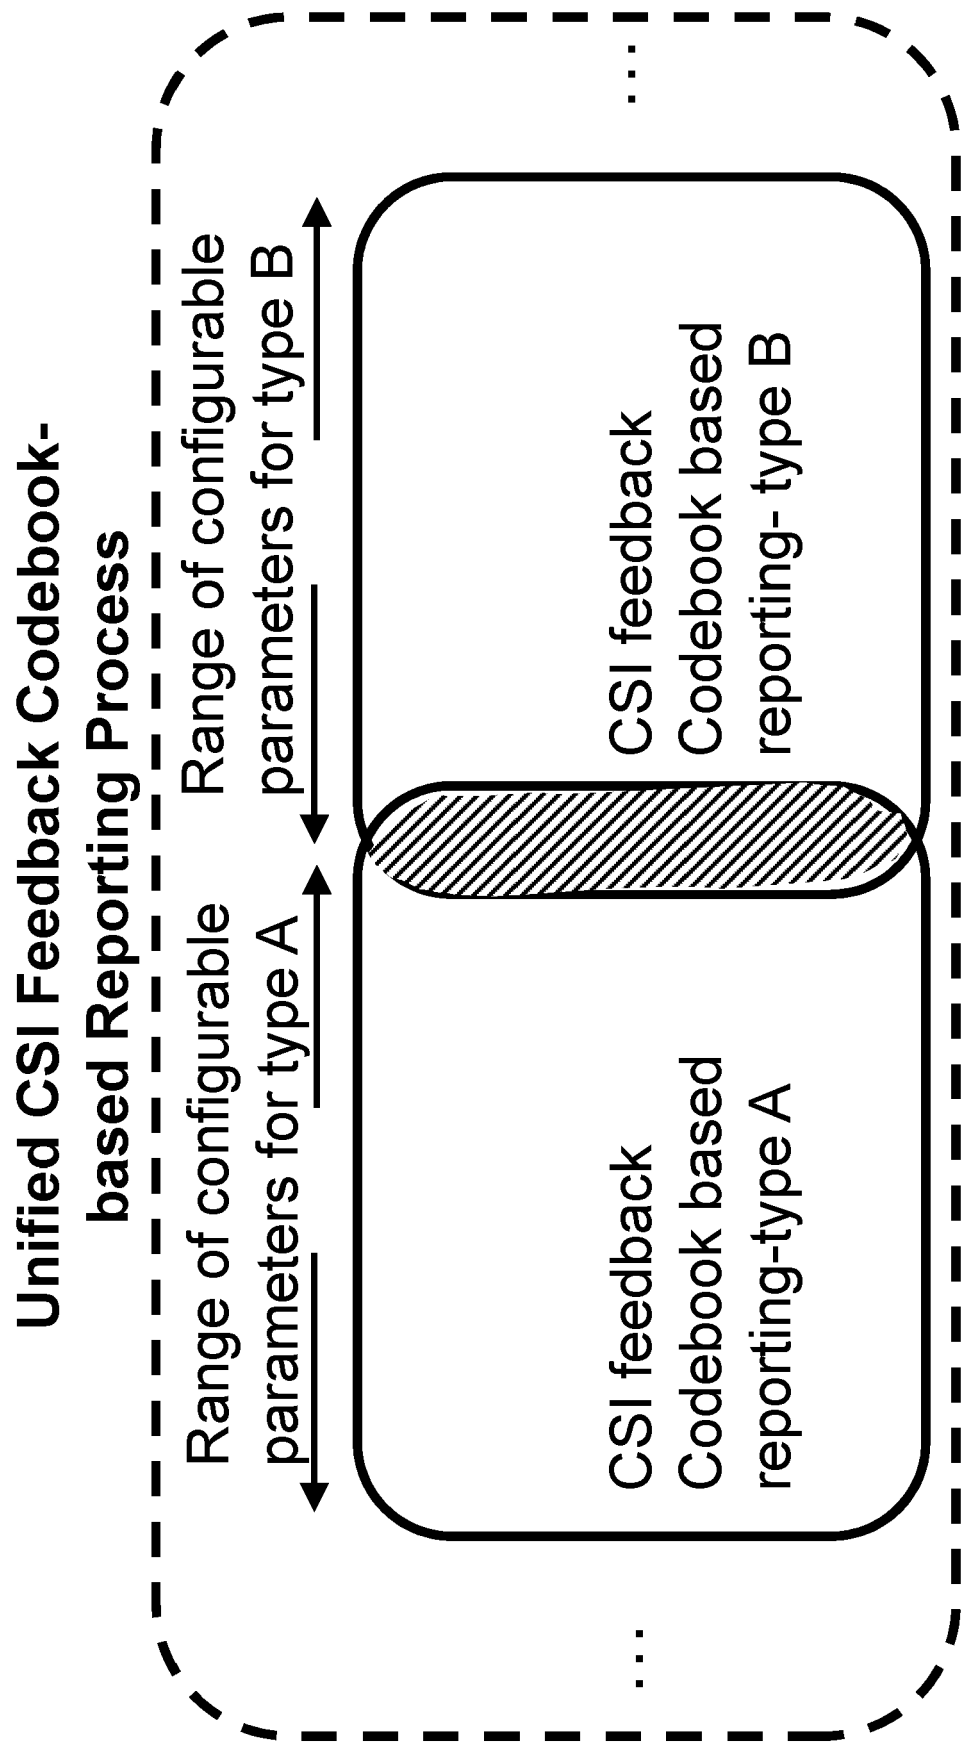 Unified CSI Feedback Codebook-
based Reporting Process
Range of configurable
parameters for type A
Range of configurable
parameters for type B
...
CSI feedback
Codebook based
reporting-type A
CSI feedback
Codebook based
reporting- type B
...